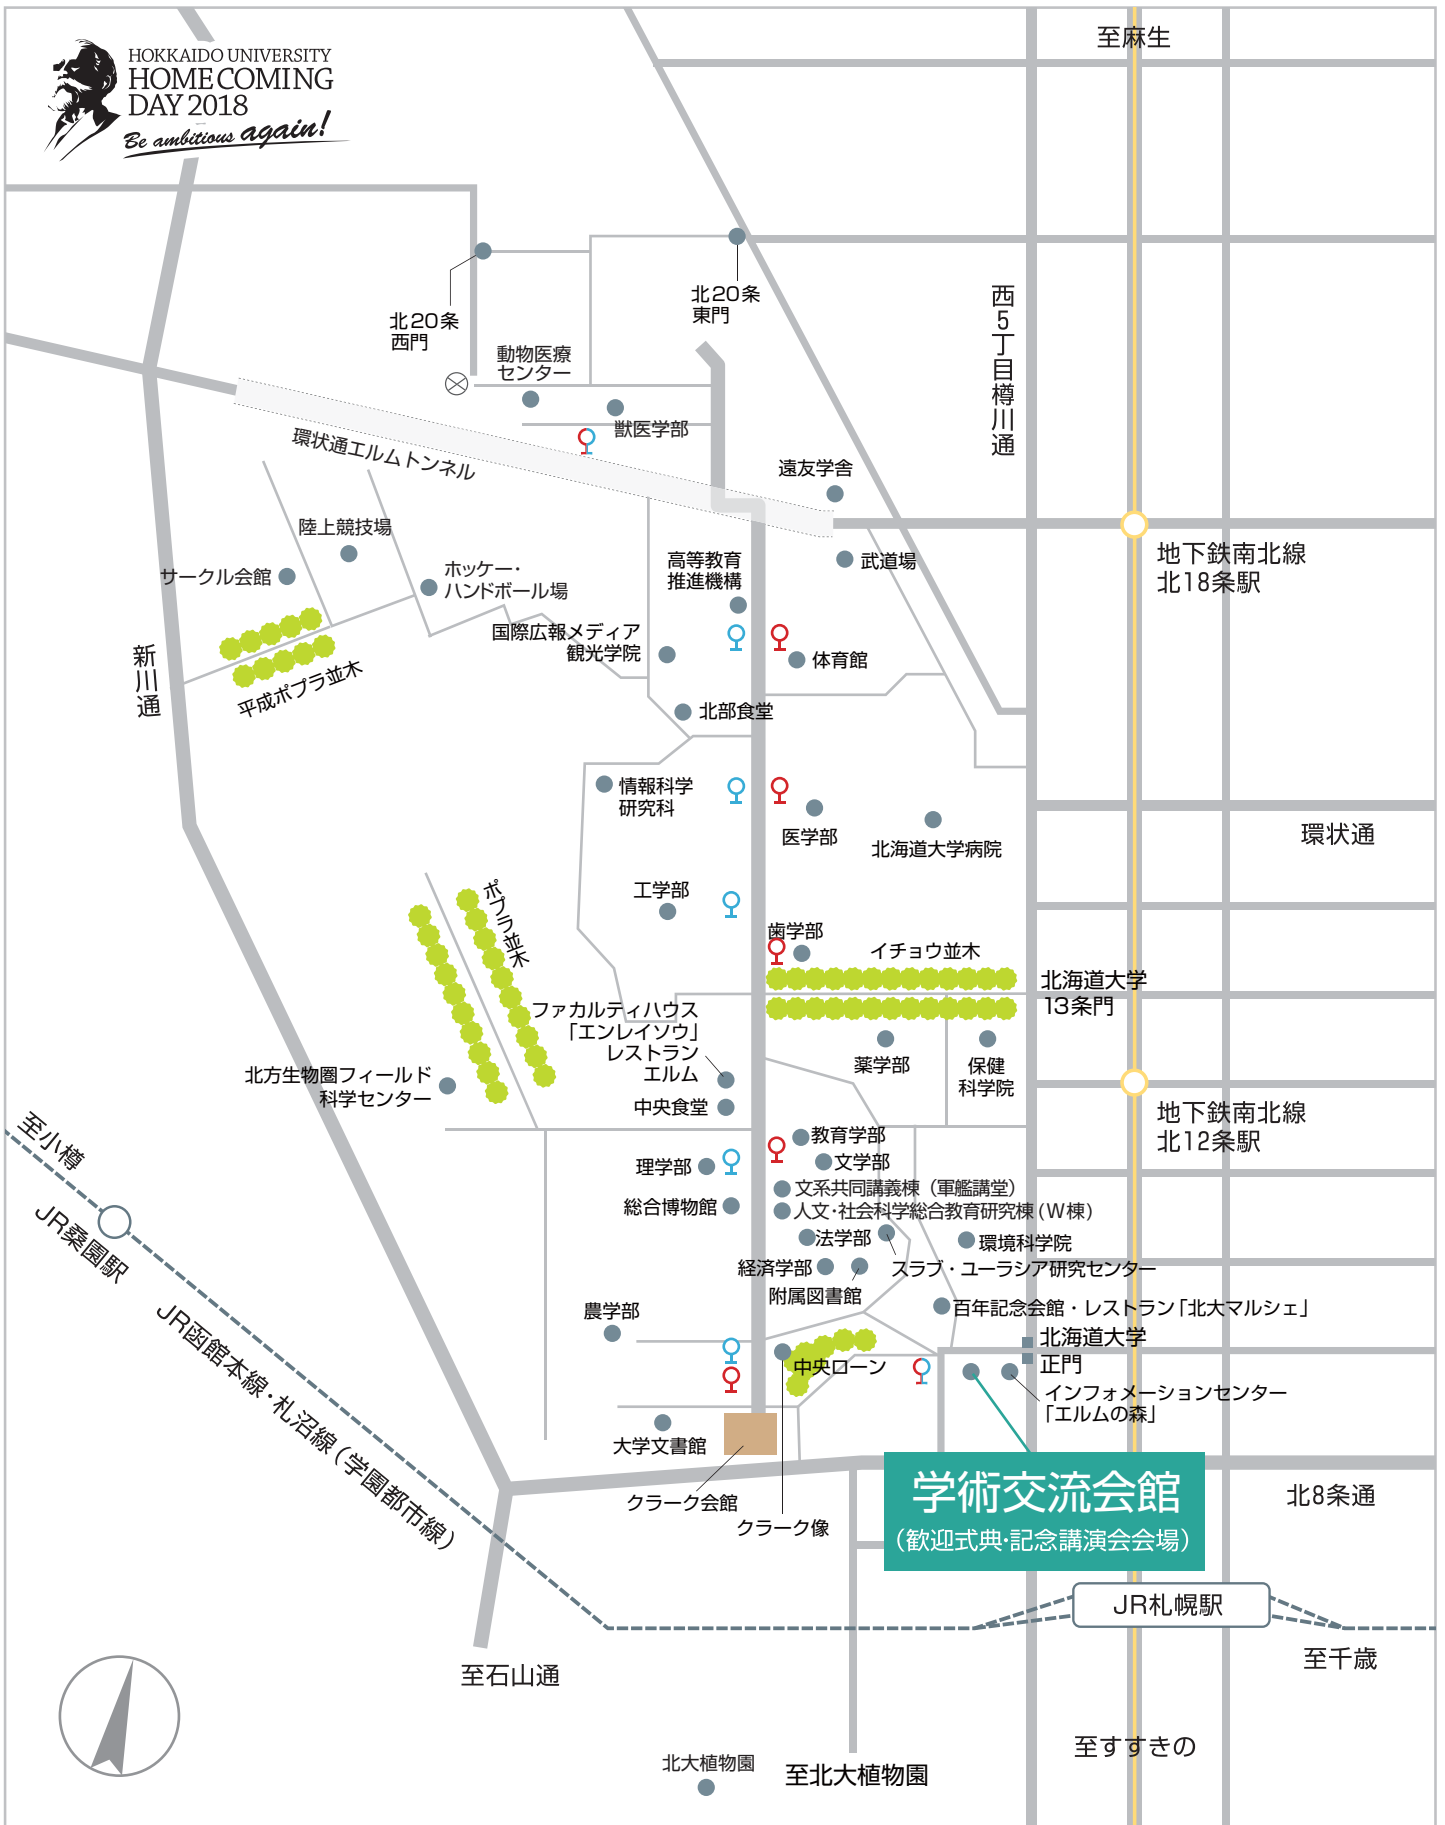 至麻生
HOKKAIDO UNIVERSITY
HOMECOMING
DAY 2018
Be ambitious again!
北20条
西門
北20条
東門
西5丁目樽川通
動物医療
センター
獣医学部
環状通エルムトンネル
遠友学舎
陸上競技場
サークル会館
ホッケー・
ハンドボール場
高等教育
推進機構
武道場
地下鉄南北線
北18条駅
国際広報メディア
観光学院
体育館
新川通
平成ポプラ並木
北部食堂
情報科学
研究科
医学部
北海道大学病院
環状通
工学部
ポプラ並木
歯学部
イチョウ並木
北海道大学
13条門
ファカルティハウス
「エンレイソウ」
レストラン
エルム
薬学部
保健
科学院
北方生物圏フィールド
科学センター
中央食堂
地下鉄南北線
北12条駅
至小樽
教育学部
理学部
文学部
文系共同講義棟（軍艦講堂）
総合博物館
人文・社会科学総合教育研究棟(W棟)
JR桑園駅
法学部
環境科学院
経済学部
スラブ・ユーラシア研究センター
附属図書館
農学部
百年記念会館・レストラン「北大マルシェ」
JR函館本線・札沼線（学園都市線）
中央ローン
北海道大学
正門
インフォメーションセンター
「エルムの森」
大学文書館
クラーク会館
クラーク像
学術交流会館
（歓迎式典・記念講演会会場）
北8条通
JR札幌駅
至千歳
至石山通
至すすきの
北大植物園
至北大植物園